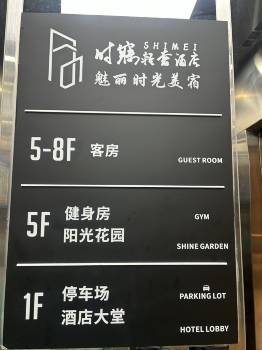 SHIMEI
时魅轻奢酒店
魅丽时光美宿
5-8F 客房 GUEST ROOM
5F 健身房 GYM
阳光花园 SHINE GARDEN
1F 停车场 PARKING LOT
酒店大堂 HOTEL LOBBY